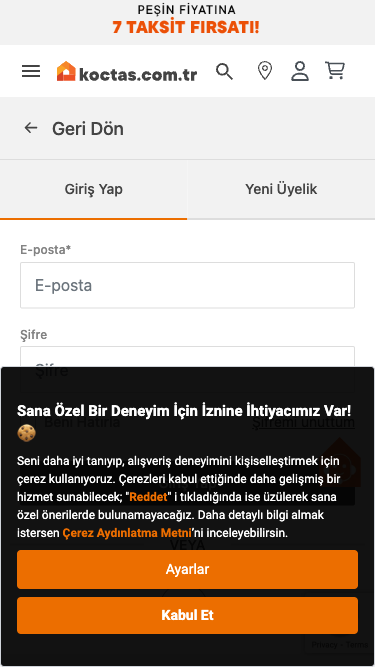 PEŞİN FİYATINA
7 TAKSİT FIRSATI!
koctas.com.tr
Geri Dön
Giriş Yap
Yeni Üyelik
E-posta*
E-posta
Şifre
Şifre
Beni Hatırla
Şifremi unuttum
Sana Özel Bir Deneyim İçin İznine İhtiyacımız Var!
Seni daha iyi tanıyıp, alışveriş deneyimini kişiselleştirmek için
çerez kullanıyoruz. Çerezleri kabul ettiğinde daha gelişmiş bir
hizmet sunabilecek; "Reddet" i tıkladığında ise üzülerek sana
özel önerilerde bulunamayacağız. Daha detaylı bilgi almak
istersen Çerez Aydınlatma Metni'ni inceleyebilirsin.
VEYA
Ayarlar
Kabul Et
Privacy - Terms